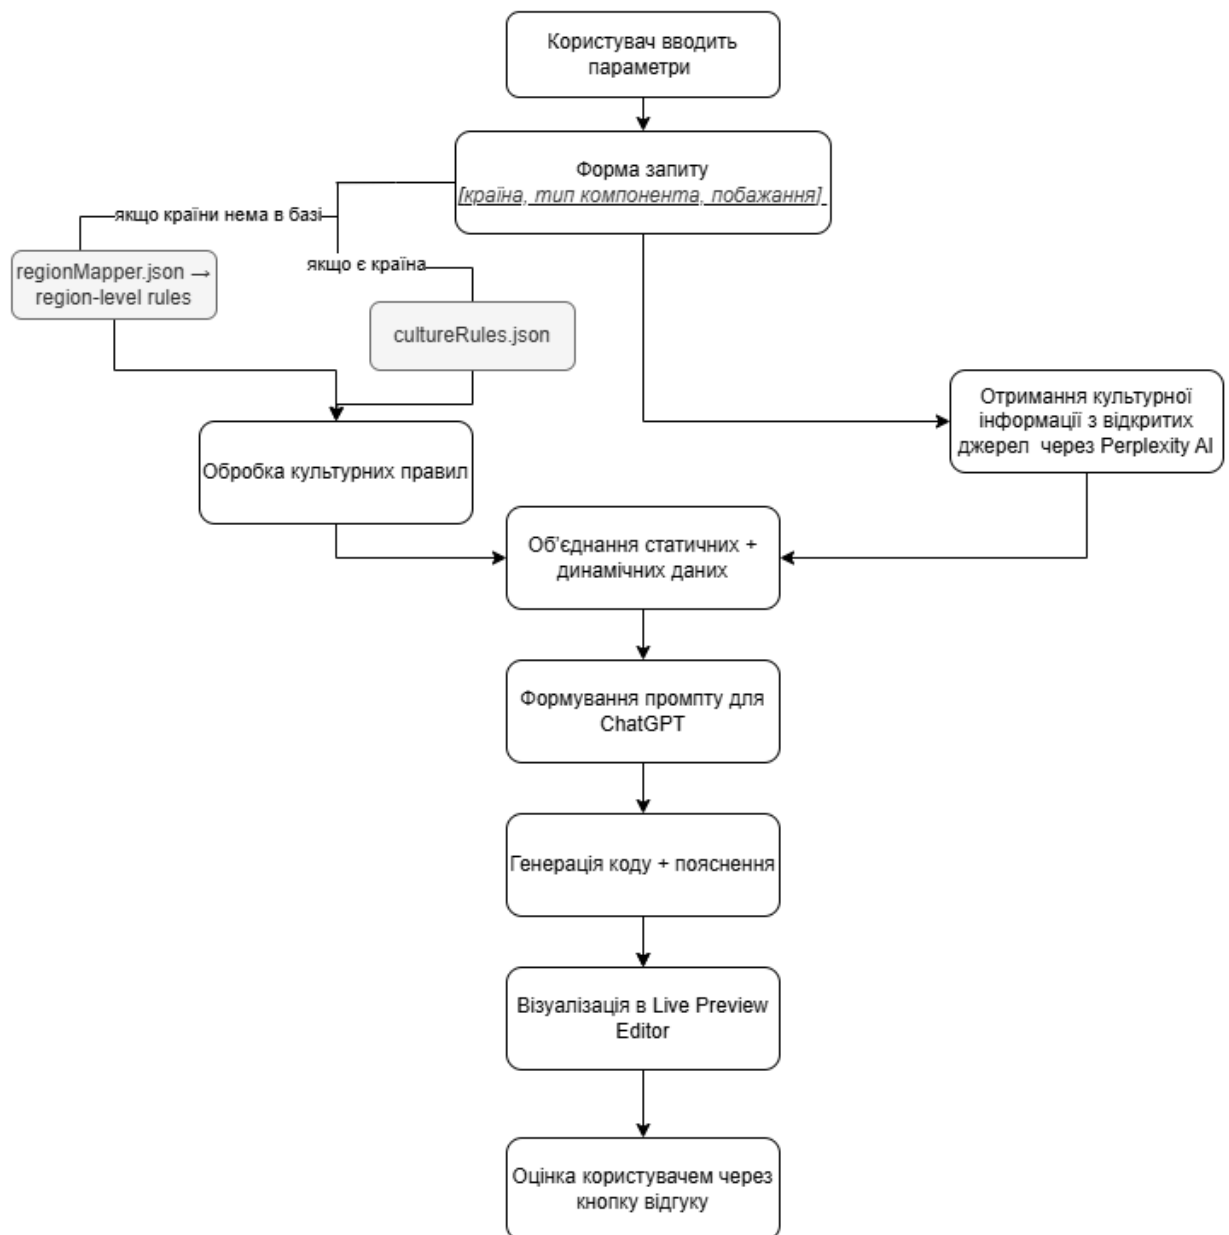 Користувач вводить
параметри
Форма запиту
[країна, тип компонента, побажання]
якщо країни нема в базі
regionMapper.json →
region-level rules
якщо є країна
cultureRules.json
Отримання культурної
інформації з відкритих
джерел через Perplexity AI
Обробка культурних правил
Об'єднання статичних +
динамічних даних
Формування промпту для
ChatGPT
Генерація коду + пояснення
Візуалізація в Live Preview
Editor
Оцінка користувачем через
кнопку відгуку